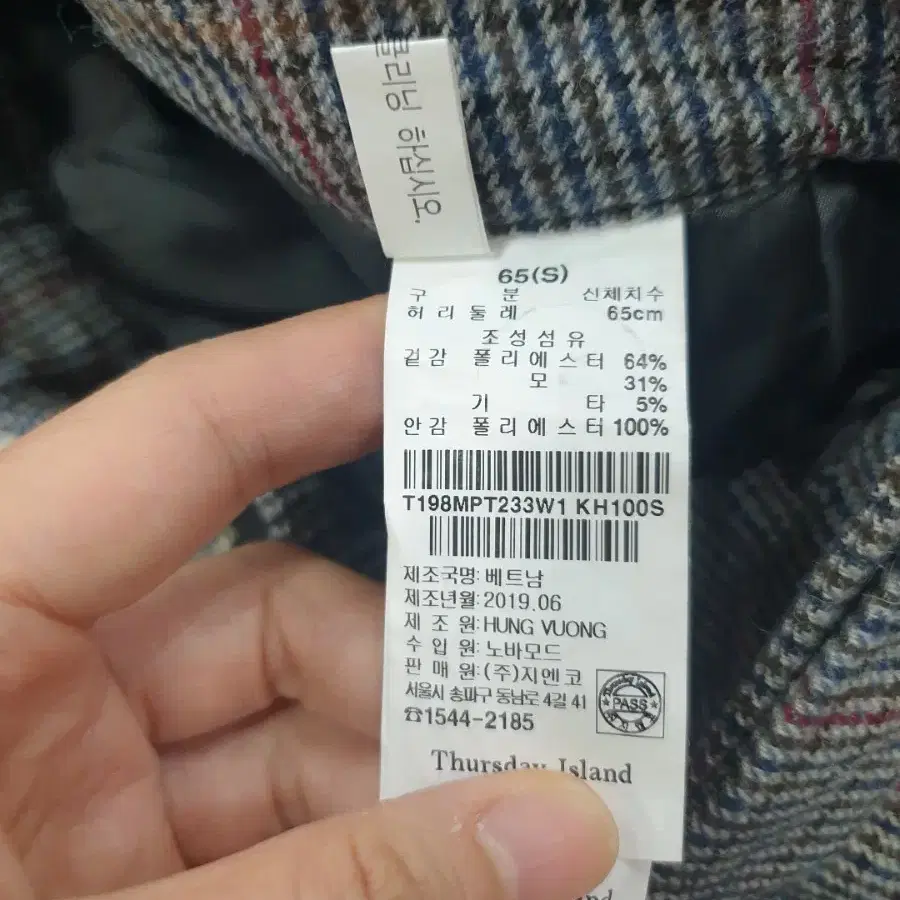 클리닝 하십시오.
65(S)
구 분 신체치수
허리둘레 65cm
조성섬유
겉감 폴리에스터 64%
모 31%
기 타 5%
안감 폴리에스터 100%
T198MPT233W1 KH100S
제조국명: 베트남
제조년월: 2019.06
제 조 원: HUNG VUONG
수 입 원: 노바모드
판 매 원: (주)지엔코
서울시 송파구 동남로 4길 41
☎1544-2185
Thursday Island
PASS
Thursday Island